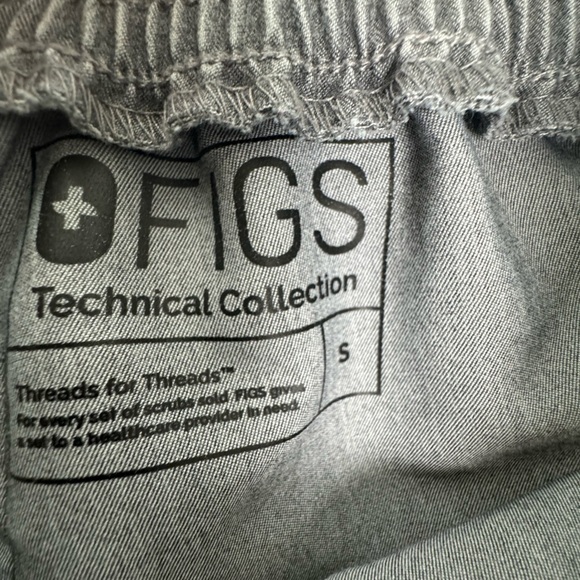 FIGS
Technical Collection
S
Threads for Threads™
For every set of scrubs sold FIGS gives
a set to a healthcare provider in need.